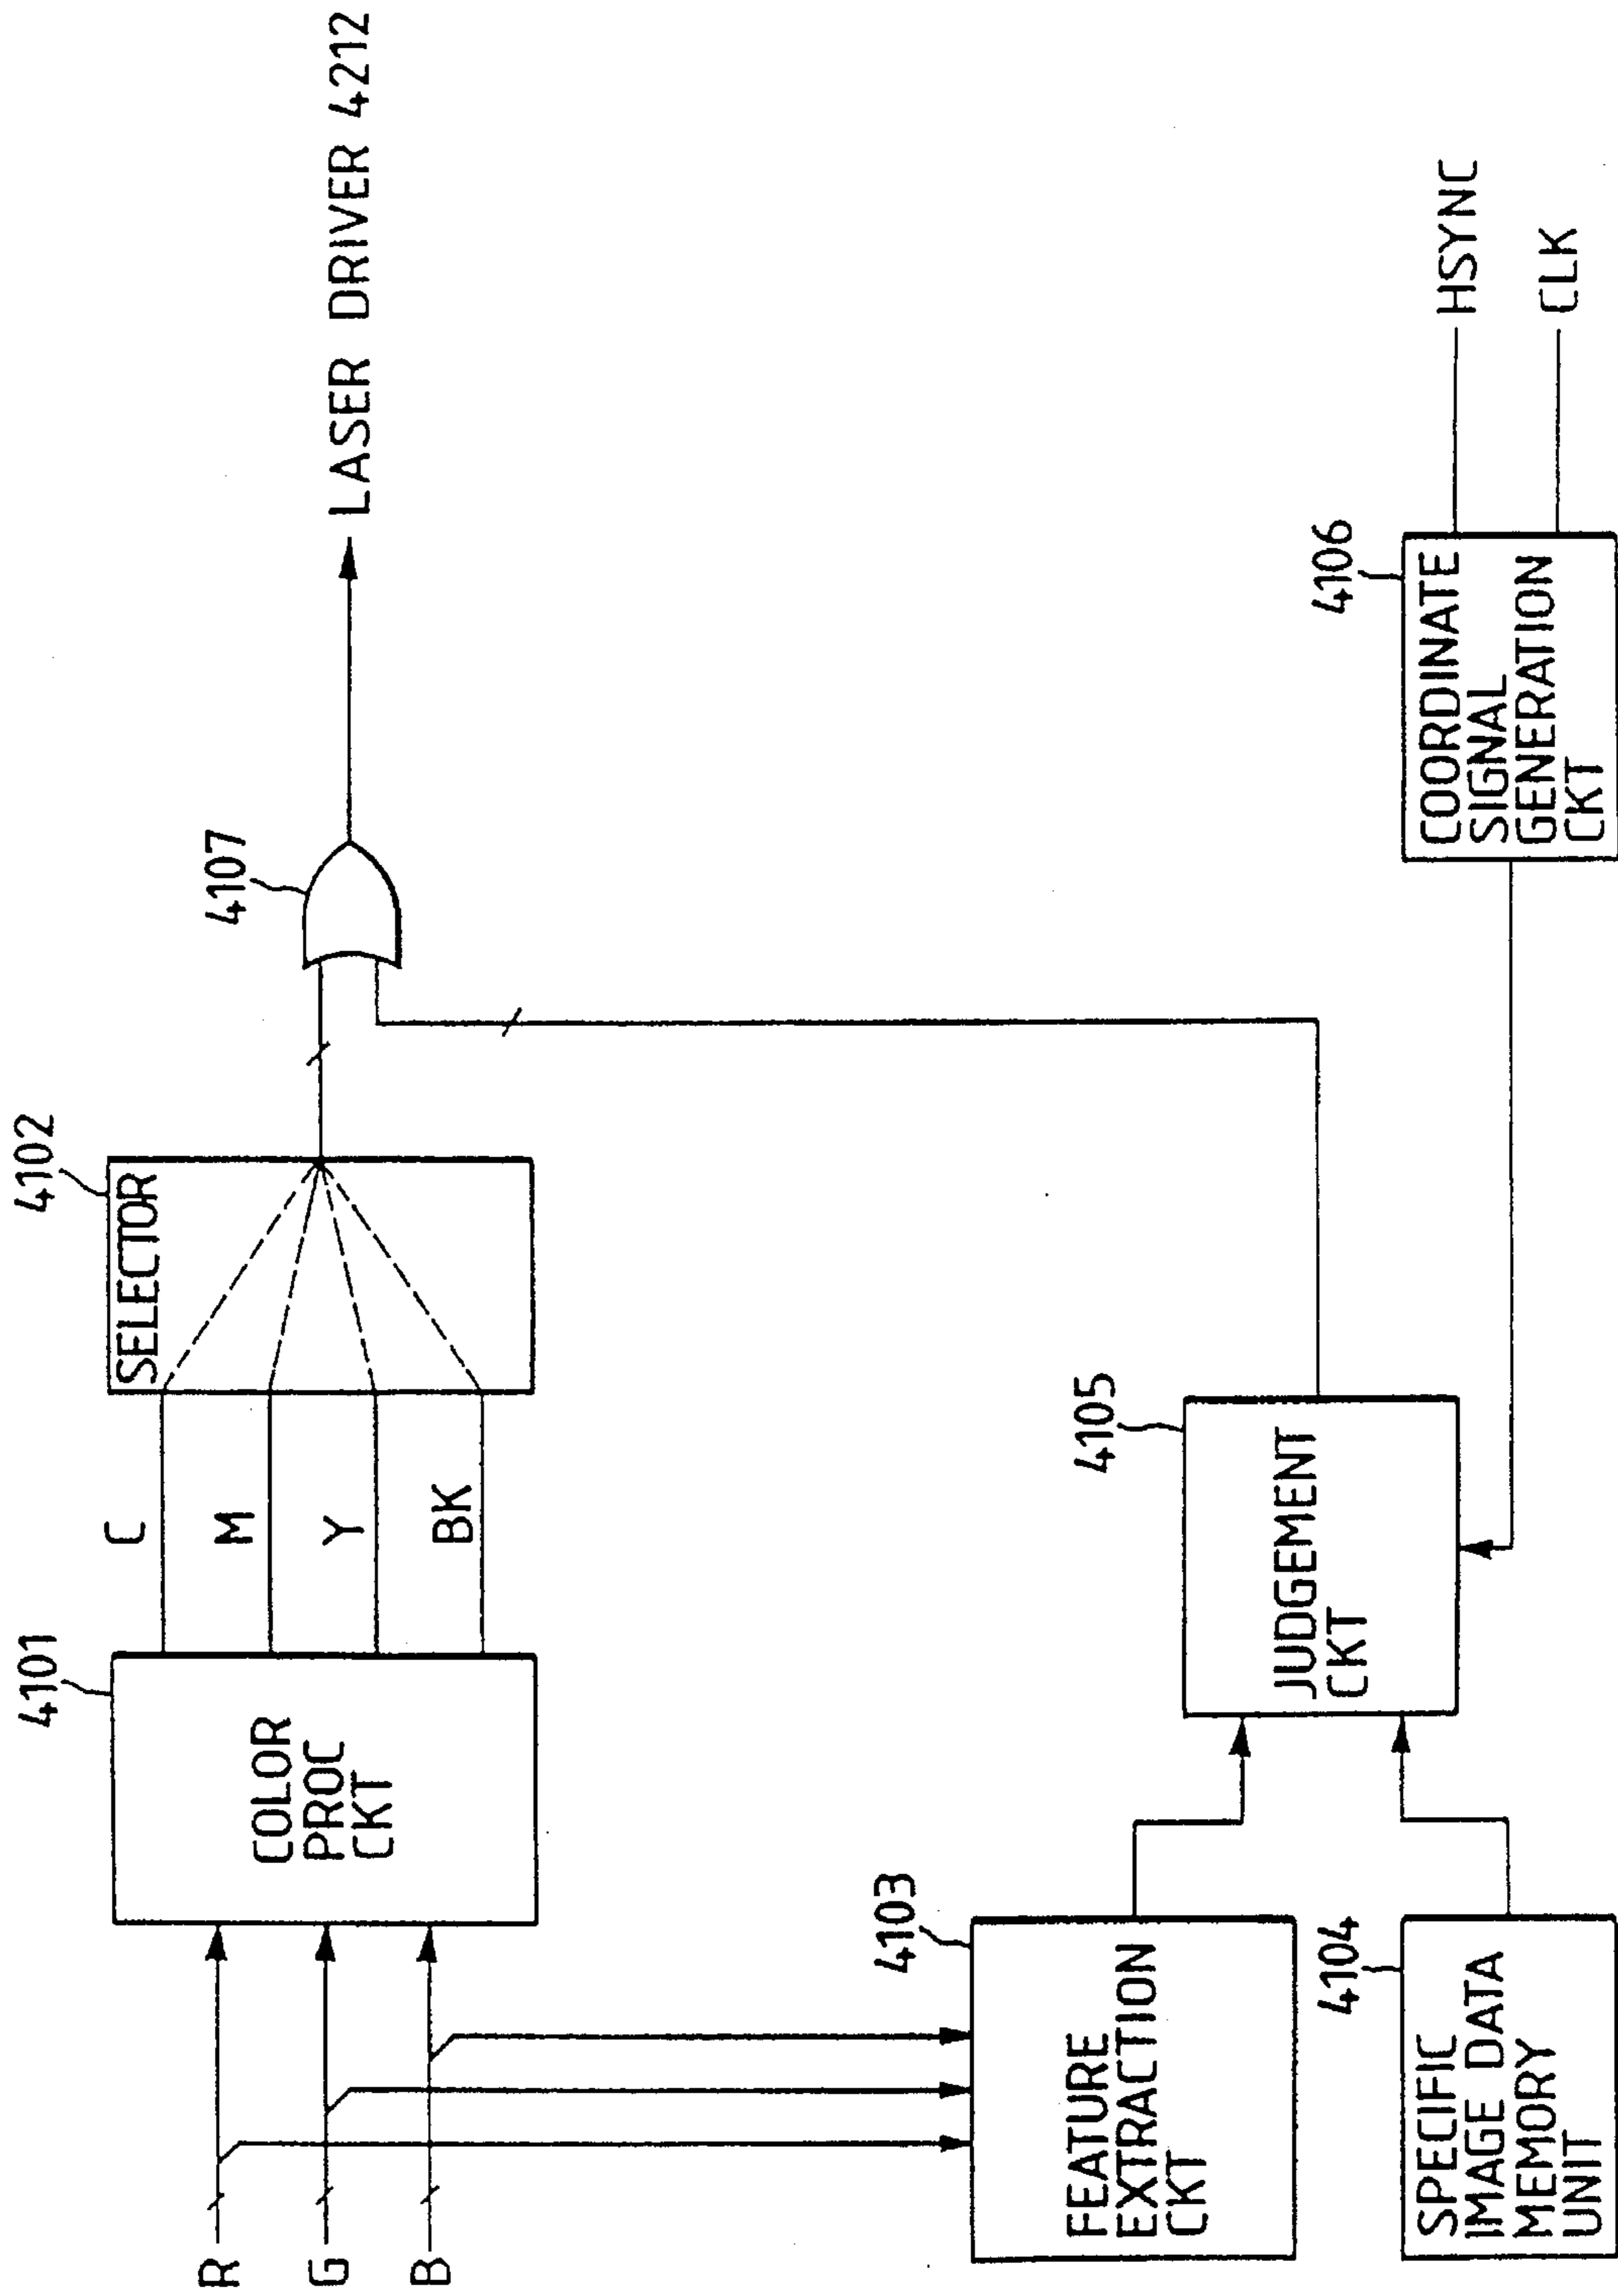 R
G
B
4101
COLOR
PROC
CKT
C
M
Y
BK
4102
SELECTOR
4107
LASER DRIVER 4212
4103
FEATURE
EXTRACTION
CKT
4104
SPECIFIC
IMAGE DATA
MEMORY
UNIT
4105
JUDGEMENT
CKT
4106
COORDINATE
SIGNAL
GENERATION
CKT
HSYNC
CLK